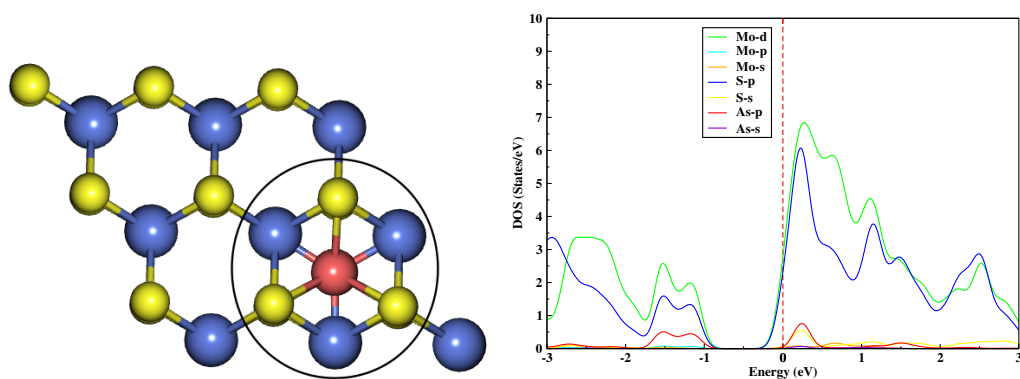 10
9
8
7
6
5
4
3
2
1
0
DOS (States/eV)
Mo-d
Mo-p
Mo-s
S-p
S-s
As-p
As-s
-3
-2
-1
0
1
2
3
Energy (eV)